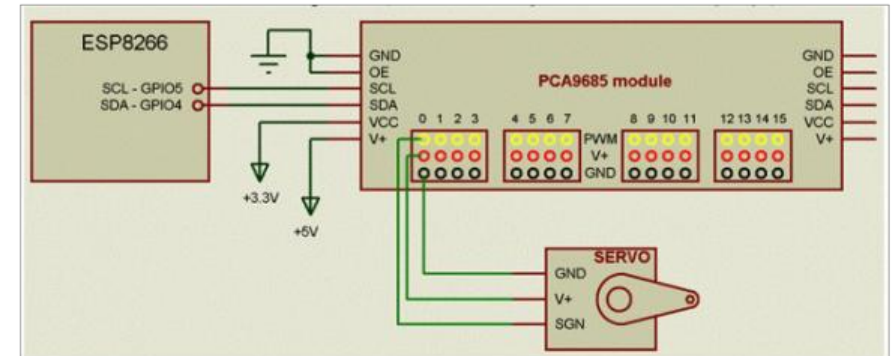 ESP8266
SCL - GPIO5
SDA - GPIO4
+3.3V
+5V
GND
OE
SCL
SDA
VCC
V+
PCA9685 module
GND
OE
SCL
SDA
VCC
V+
0 1 2 3
4 5 6 7
8 9 10 11
12 13 14 15
PWM
V+
GND
SERVO
GND
V+
SGN